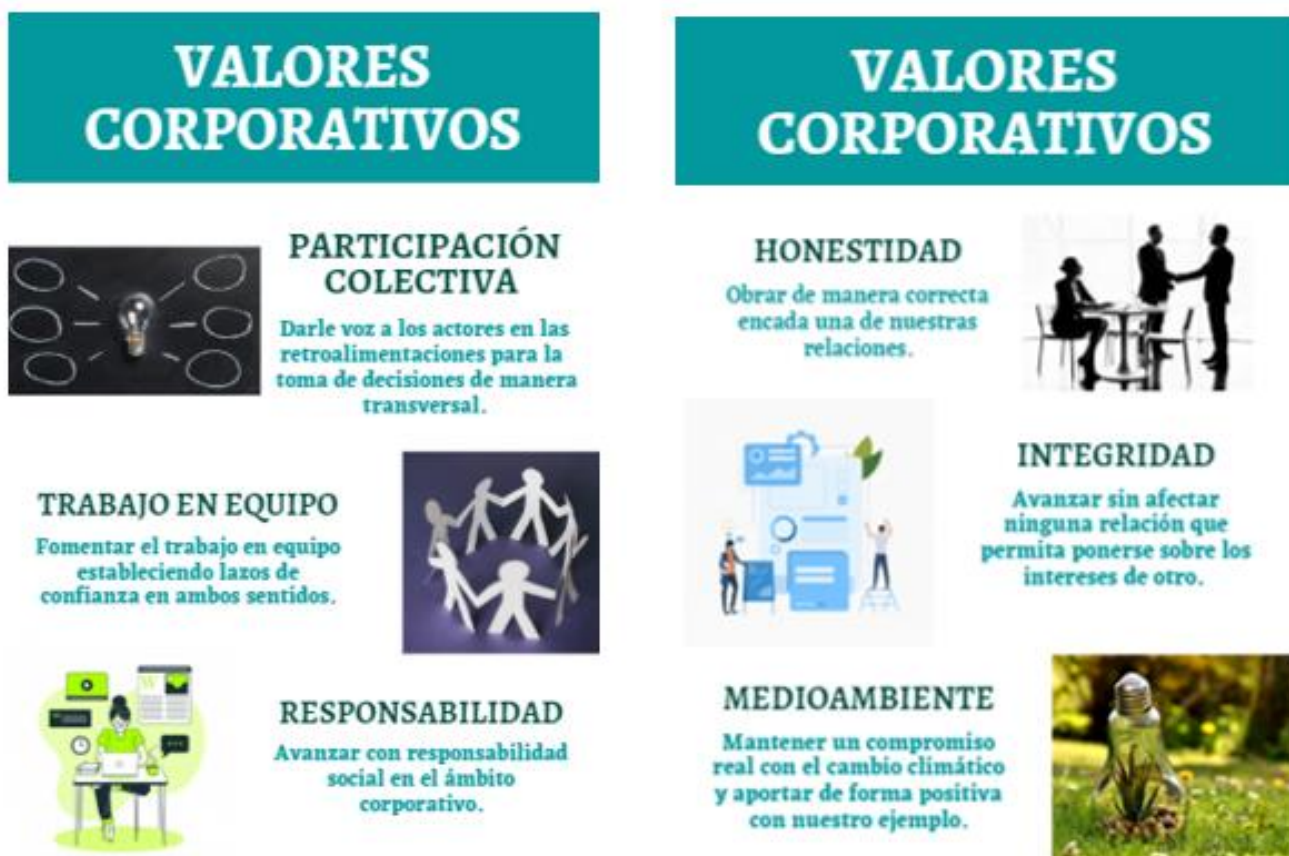 VALORES
CORPORATIVOS
PARTICIPACIÓN
COLECTIVA
Darle voz a los actores en las
retroalimentaciones para la
toma de decisiones de manera
transversal.
TRABAJO EN EQUIPO
Fomentar el trabajo en equipo
estableciendo lazos de
confianza en ambos sentidos.
RESPONSABILIDAD
Avanzar con responsabilidad
social en el ámbito
corporativo.
VALORES
CORPORATIVOS
HONESTIDAD
Obrar de manera correcta
encada una de nuestras
relaciones.
INTEGRIDAD
Avanzar sin afectar
ninguna relación que
permita ponerse sobre los
intereses de otro.
MEDIOAMBIENTE
Mantener un compromiso
real con el cambio climático
y aportar de forma positiva
con nuestro ejemplo.